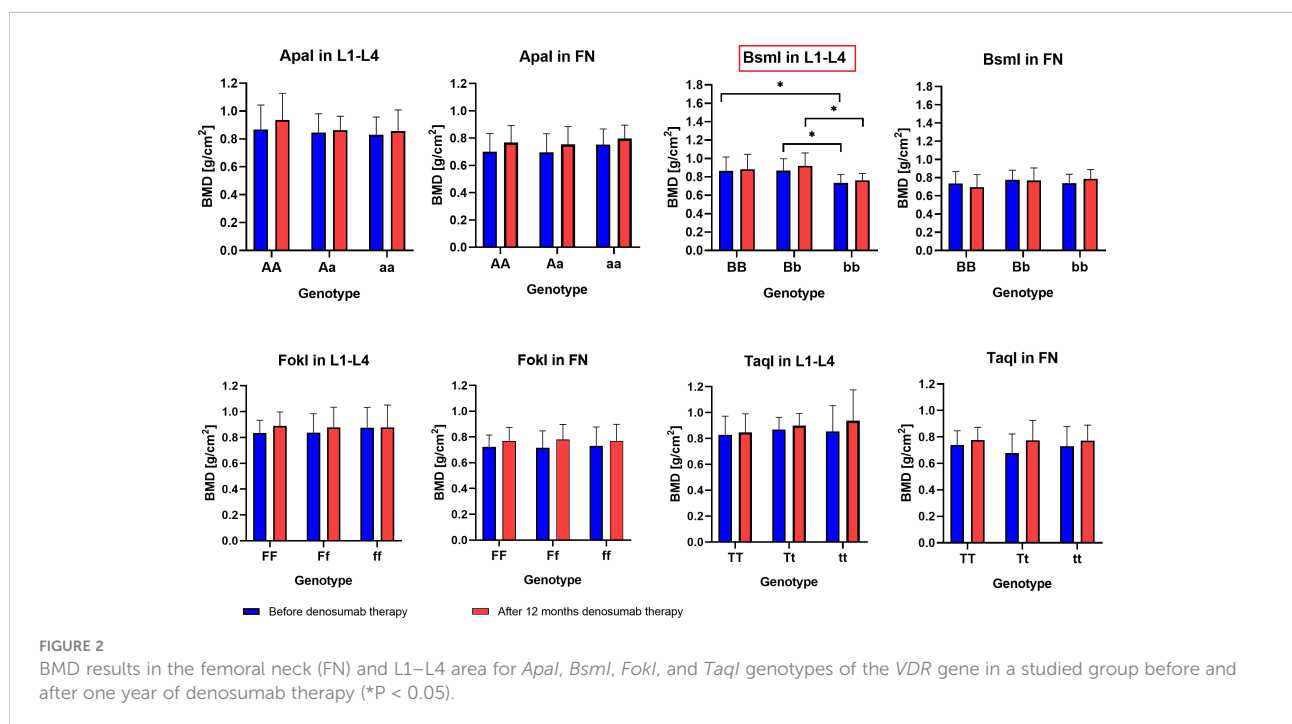 ApaI in L1-L4
1.2
1.0
0.8
0.6
0.4
0.2
0.0
BMD [g/cm²]
AA Aa aa
Genotype
ApaI in FN
1.2
1.0
0.8
0.6
0.4
0.2
0.0
BMD [g/cm²]
AA Aa aa
Genotype
BsmI in L1-L4
1.8
1.6
1.4
1.2
1.0
0.8
0.6
0.4
0.2
0.0
BMD [g/cm²]
*
*
*
BB Bb bb
Genotype
BsmI in FN
1.8
1.6
1.4
1.2
1.0
0.8
0.6
0.4
0.2
0.0
BMD [g/cm²]
BB Bb bb
Genotype
FokI in L1-L4
1.2
1.0
0.8
0.6
0.4
0.2
0.0
BMD [g/cm²]
FF Ff ff
Genotype
FokI in FN
1.2
1.0
0.8
0.6
0.4
0.2
0.0
BMD [g/cm²]
FF Ff ff
Genotype
TaqI in L1-L4
1.2
1.0
0.8
0.6
0.4
0.2
0.0
BMD [g/cm²]
TT Tt tt
Genotype
TaqI in FN
1.2
1.0
0.8
0.6
0.4
0.2
0.0
BMD [g/cm²]
TT Tt tt
Genotype
Before denosumab therapy
After 12 months denosumab therapy
FIGURE 2
BMD results in the femoral neck (FN) and L1–L4 area for ApaI, BsmI, FokI, and TaqI genotypes of the VDR gene in a studied group before and
after one year of denosumab therapy (*P < 0.05).